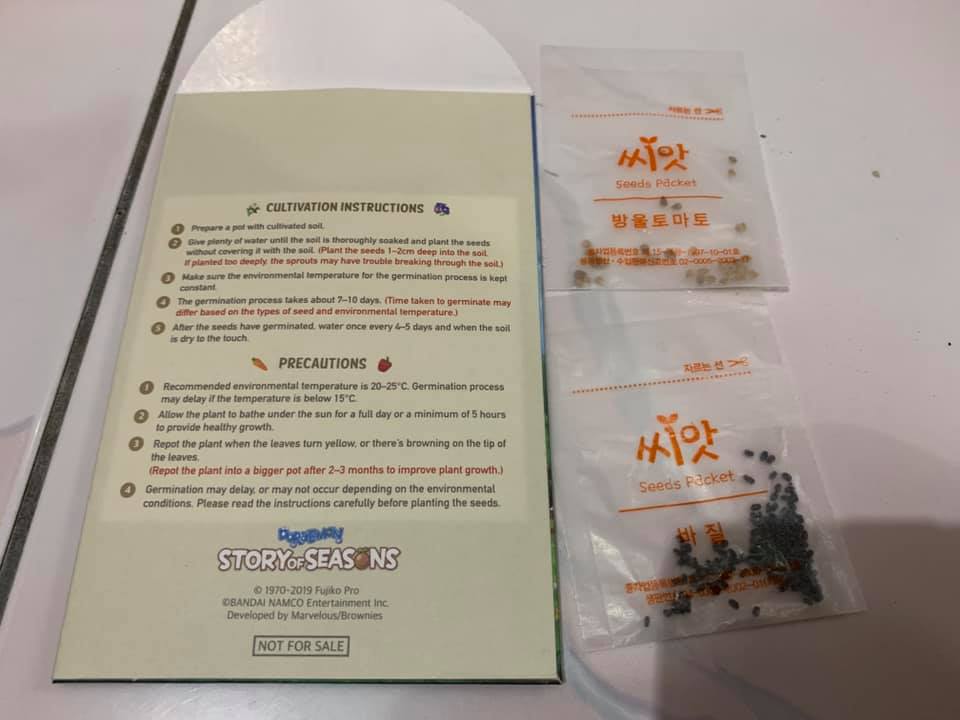 CULTIVATION INSTRUCTIONS
1 Prepare a pot with cultivated soil.
2 Give plenty of water until the soil is thoroughly soaked and plant the seeds
without covering it with the soil. (Plant the seeds 1-2cm deep into the soil.
If planted too deeply, the sprouts may have trouble breaking through the soil.)
3 Make sure the environmental temperature for the germination process is kept
constant.
4 The germination process takes about 7-10 days. (Time taken to germinate may
differ based on the types of seed and environmental temperature.)
5 After the seeds have germinated, water once every 4-5 days and when the soil
is dry to the touch.
PRECAUTIONS
1 Recommended environmental temperature is 20-25°C. Germination process
may delay if the temperature is below 15°C.
2 Allow the plant to bathe under the sun for a full day or a minimum of 5 hours
to provide healthy growth.
3 Repot the plant when the leaves turn yellow, or there's browning on the tip of
the leaves.
(Repot the plant into a bigger pot after 2-3 months to improve plant growth.)
4 Germination may delay, or may not occur depending on the environmental
conditions. Please read the instructions carefully before planting the seeds.
DORAEMON
STORY OF SEASONS
© 1970-2019 Fujiko Pro
©BANDAI NAMCO Entertainment Inc.
Developed by Marvelous/Brownies
NOT FOR SALE
자르는 선
씨앗
Seeds Packet
방울토마토
자르는 선
씨앗
Seeds Packet
바질